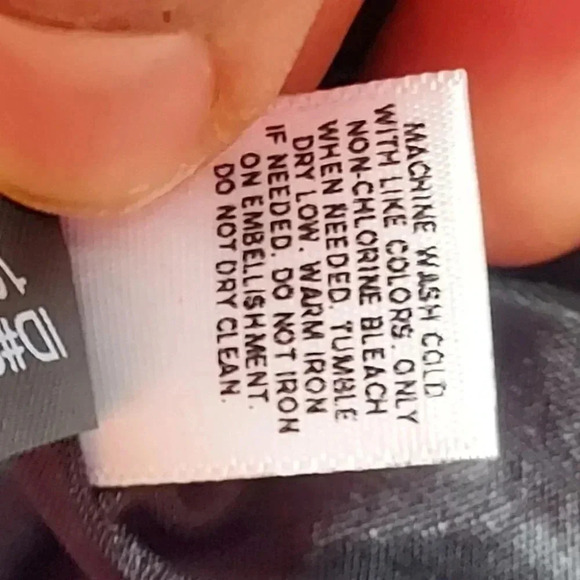 MACHINE WASH COLD
WITH LIKE COLORS. ONLY
NON-CHLORINE BLEACH
WHEN NEEDED. TUMBLE
DRY LOW. WARM IRON
IF NEEDED. DO NOT IRON
ON EMBELLISHMENT.
DO NOT DRY CLEAN.
ID#